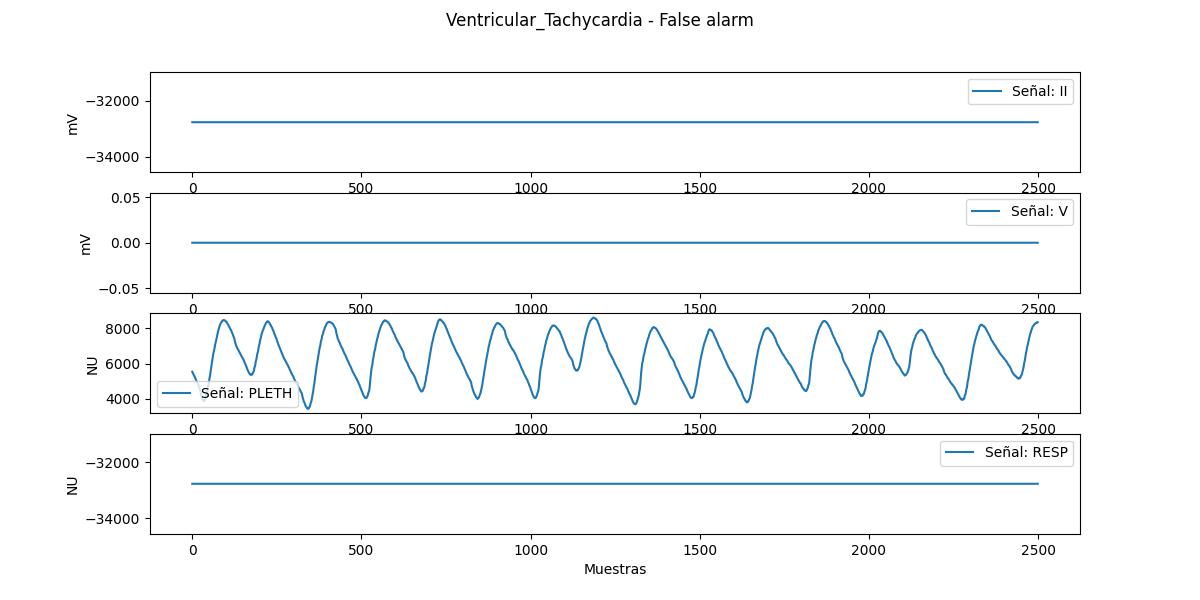 Ventricular_Tachycardia - False alarm
−32000
−34000
mV
Señal: II
0 500 1000 1500 2000 2500
0.05
0.00
−0.05
mV
Señal: V
0 500 1000 1500 2000 2500
8000
6000
4000
NU
Señal: PLETH
0 500 1000 1500 2000 2500
−32000
−34000
NU
Señal: RESP
0 500 1000 1500 2000 2500
Muestras